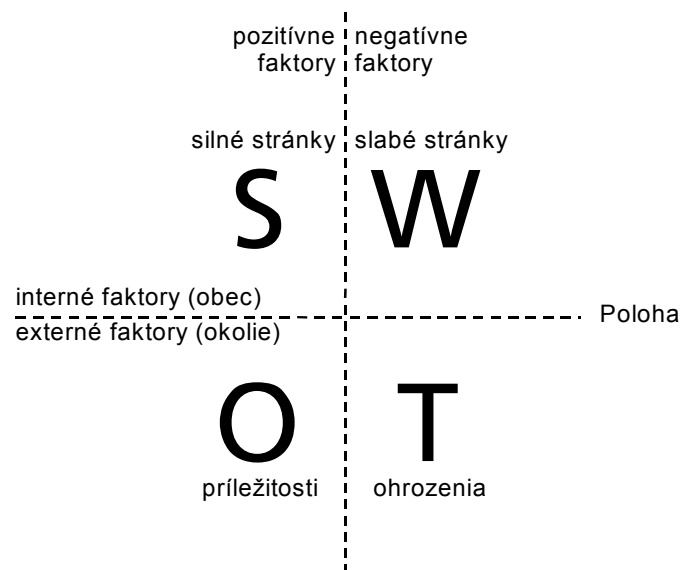 pozitívne negatívne
faktory faktory
silné stránky slabé stránky
S W
interné faktory (obec)
Poloha
externé faktory (okolie)
O T
príležitosti ohrozenia